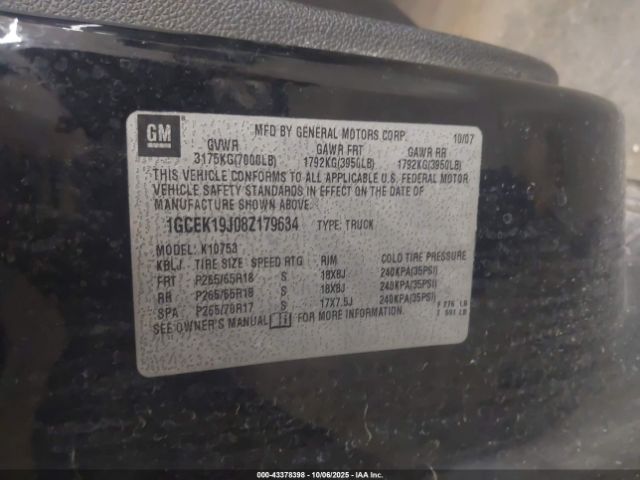 GM
MFD BY GENERAL MOTORS CORP. 10/07
GVWR GAWR FRT GAWR RR
3175KG(7000LB) 1792KG(3950LB) 1792KG(3950LB)
THIS VEHICLE CONFORMS TO ALL APPLICABLE U.S. FEDERAL MOTOR
VEHICLE SAFETY STANDARDS IN EFFECT ON THE DATE OF
MANUFACTURE SHOWN ABOVE.
1GCEK19J08Z179634 TYPE: TRUCK
MODEL: K10753
KBLJ TIRE SIZE SPEED RTG RIM COLD TIRE PRESSURE
FRT P265/65R18 S 18X8J 240KPA(35PSI)
RR P265/65R18 S 18X8J 240KPA(35PSI)
SPA P265/70R17 S 17X7.5J 240KPA(35PSI)
SEE OWNER'S MANUAL FOR MORE INFORMATION.
F 276 LB
T 591 LB
000-43378398 - 10/06/2025 - IAA Inc.